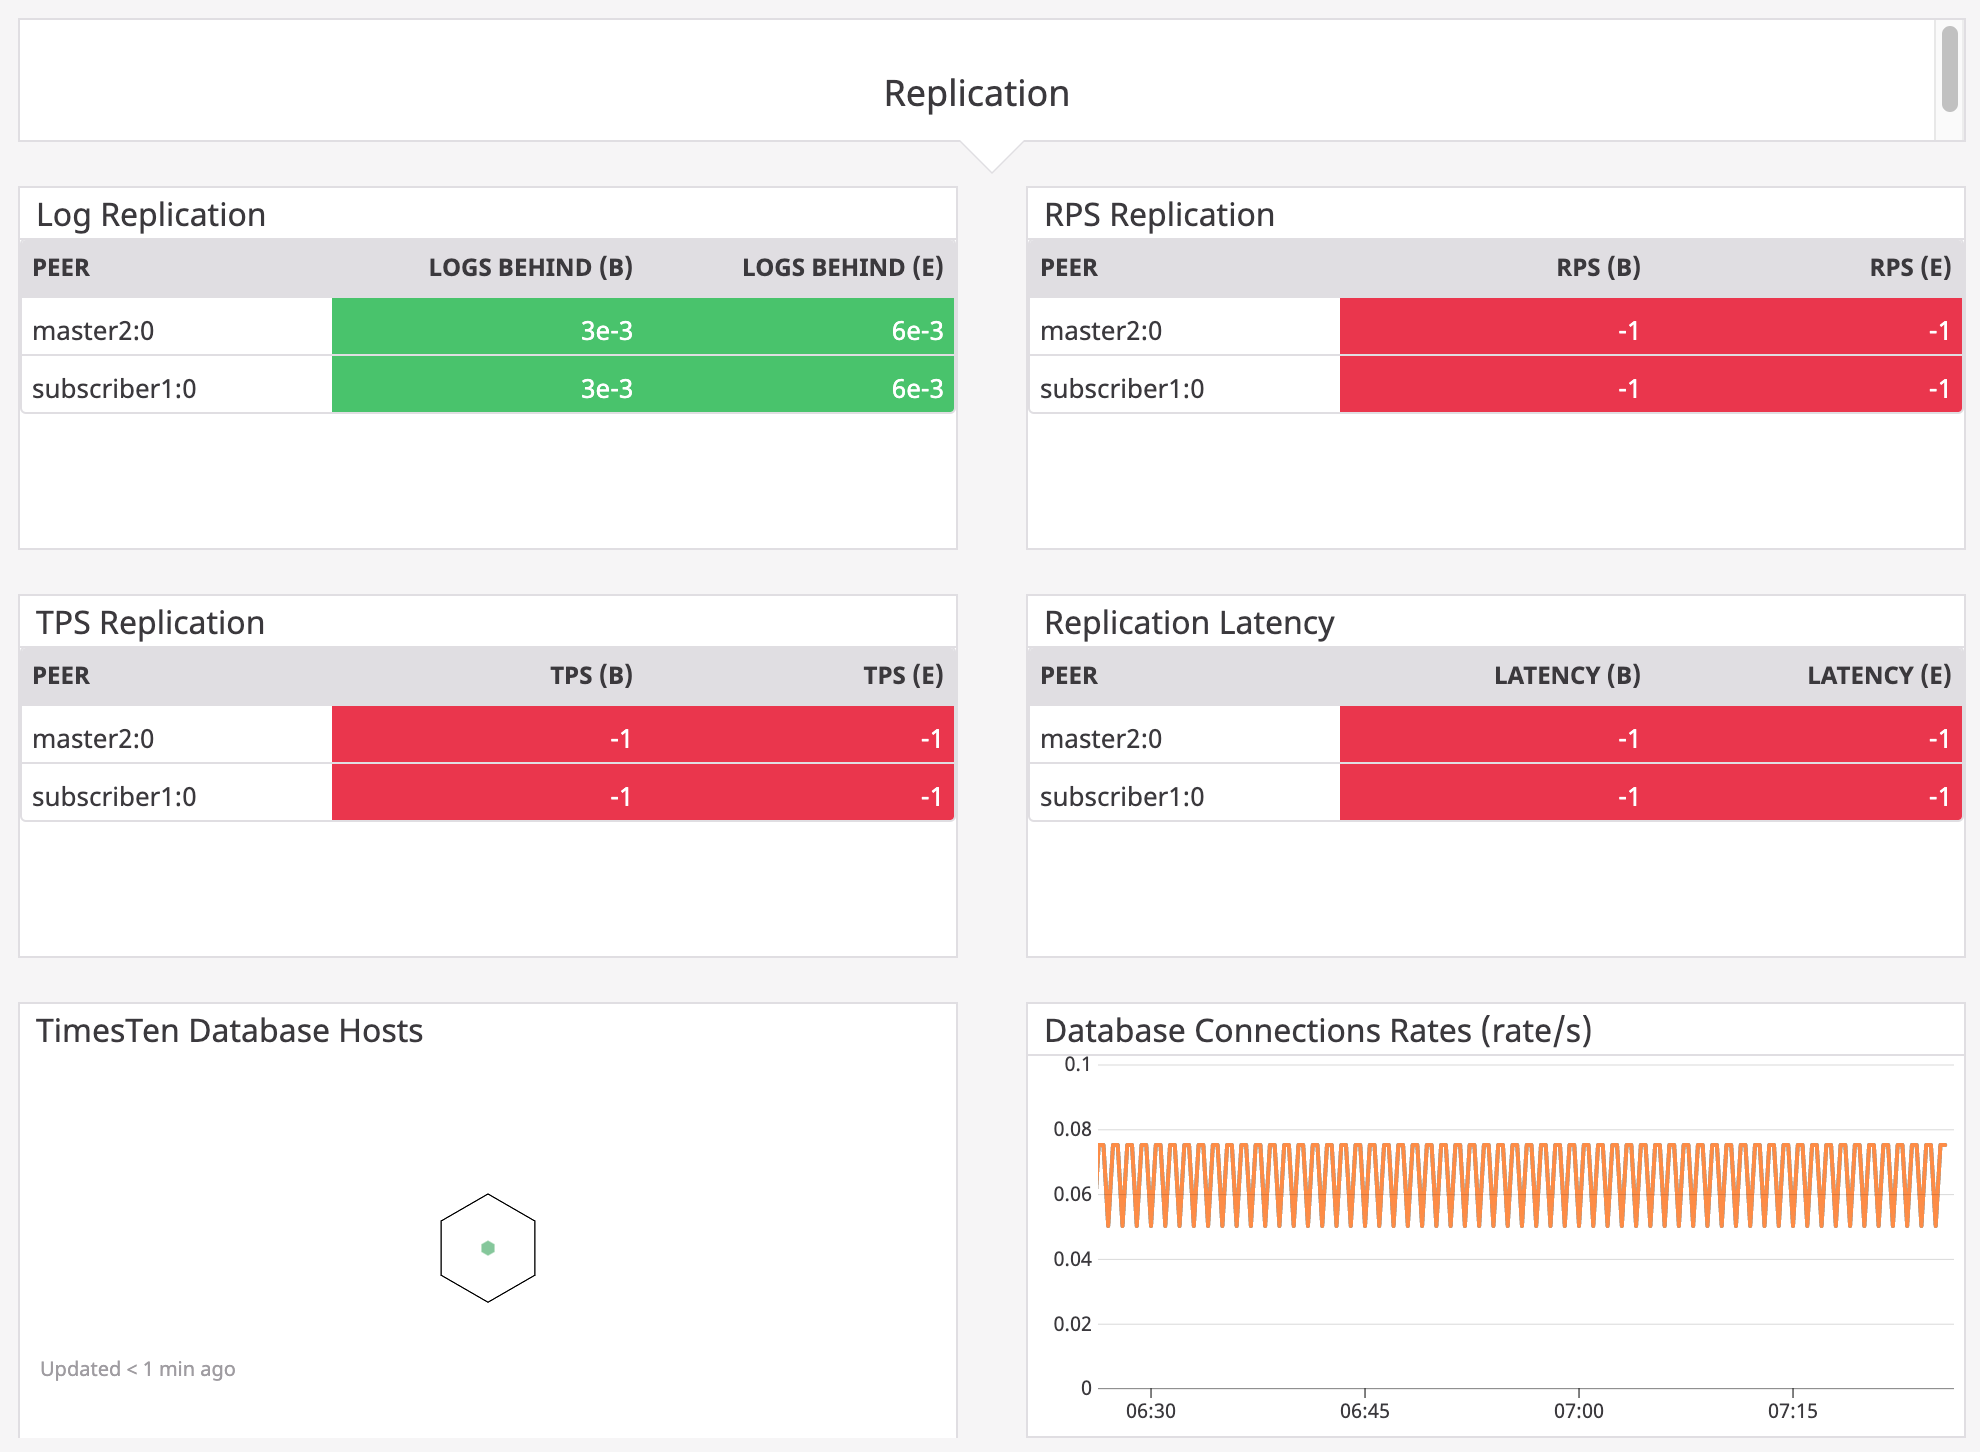 Replication
Log Replication
PEER LOGS BEHIND (B) LOGS BEHIND (E)
master2:0 3e-3 6e-3
subscriber1:0 3e-3 6e-3
RPS Replication
PEER RPS (B) RPS (E)
master2:0 -1 -1
subscriber1:0 -1 -1
TPS Replication
PEER TPS (B) TPS (E)
master2:0 -1 -1
subscriber1:0 -1 -1
Replication Latency
PEER LATENCY (B) LATENCY (E)
master2:0 -1 -1
subscriber1:0 -1 -1
TimesTen Database Hosts
Updated < 1 min ago
Database Connections Rates (rate/s)
0.1
0.08
0.06
0.04
0.02
0
06:30 06:45 07:00 07:15